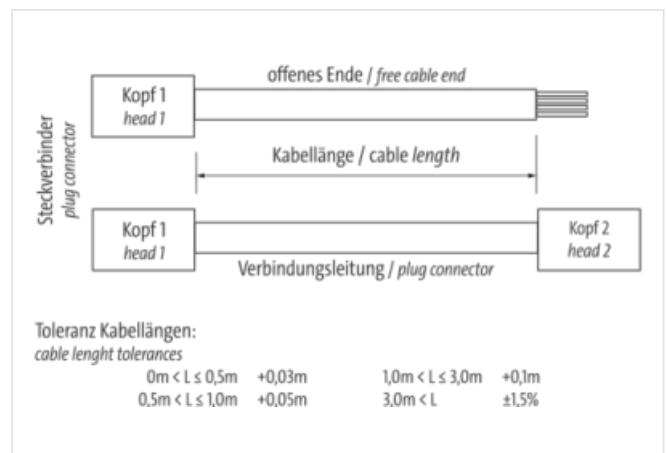 offenes Ende / free cable end
Kopf 1
head 1
Steckverbinder
plug connector
Kabellänge / cable length
Kopf 1
head 1
Kopf 2
head 2
Verbindungsleitung / plug connector
Toleranz Kabellängen:
cable lenght tolerances
0m < L ≤ 0,5m +0,03m 1,0m < L ≤ 3,0m +0,1m
0,5m < L ≤ 1,0m +0,05m 3,0m < L ±1,5%